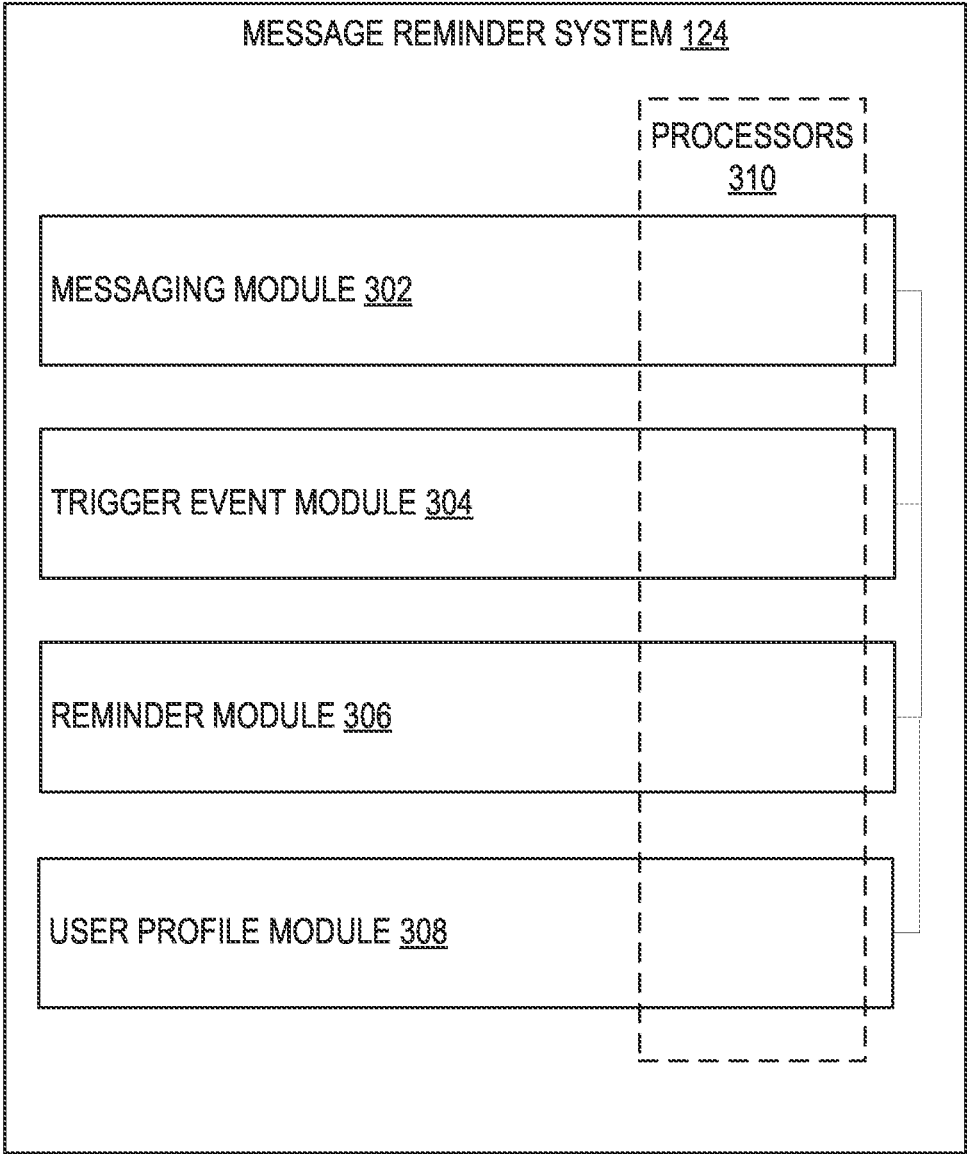 MESSAGE REMINDER SYSTEM 124
PROCESSORS
310
MESSAGING MODULE 302
TRIGGER EVENT MODULE 304
REMINDER MODULE 306
USER PROFILE MODULE 308